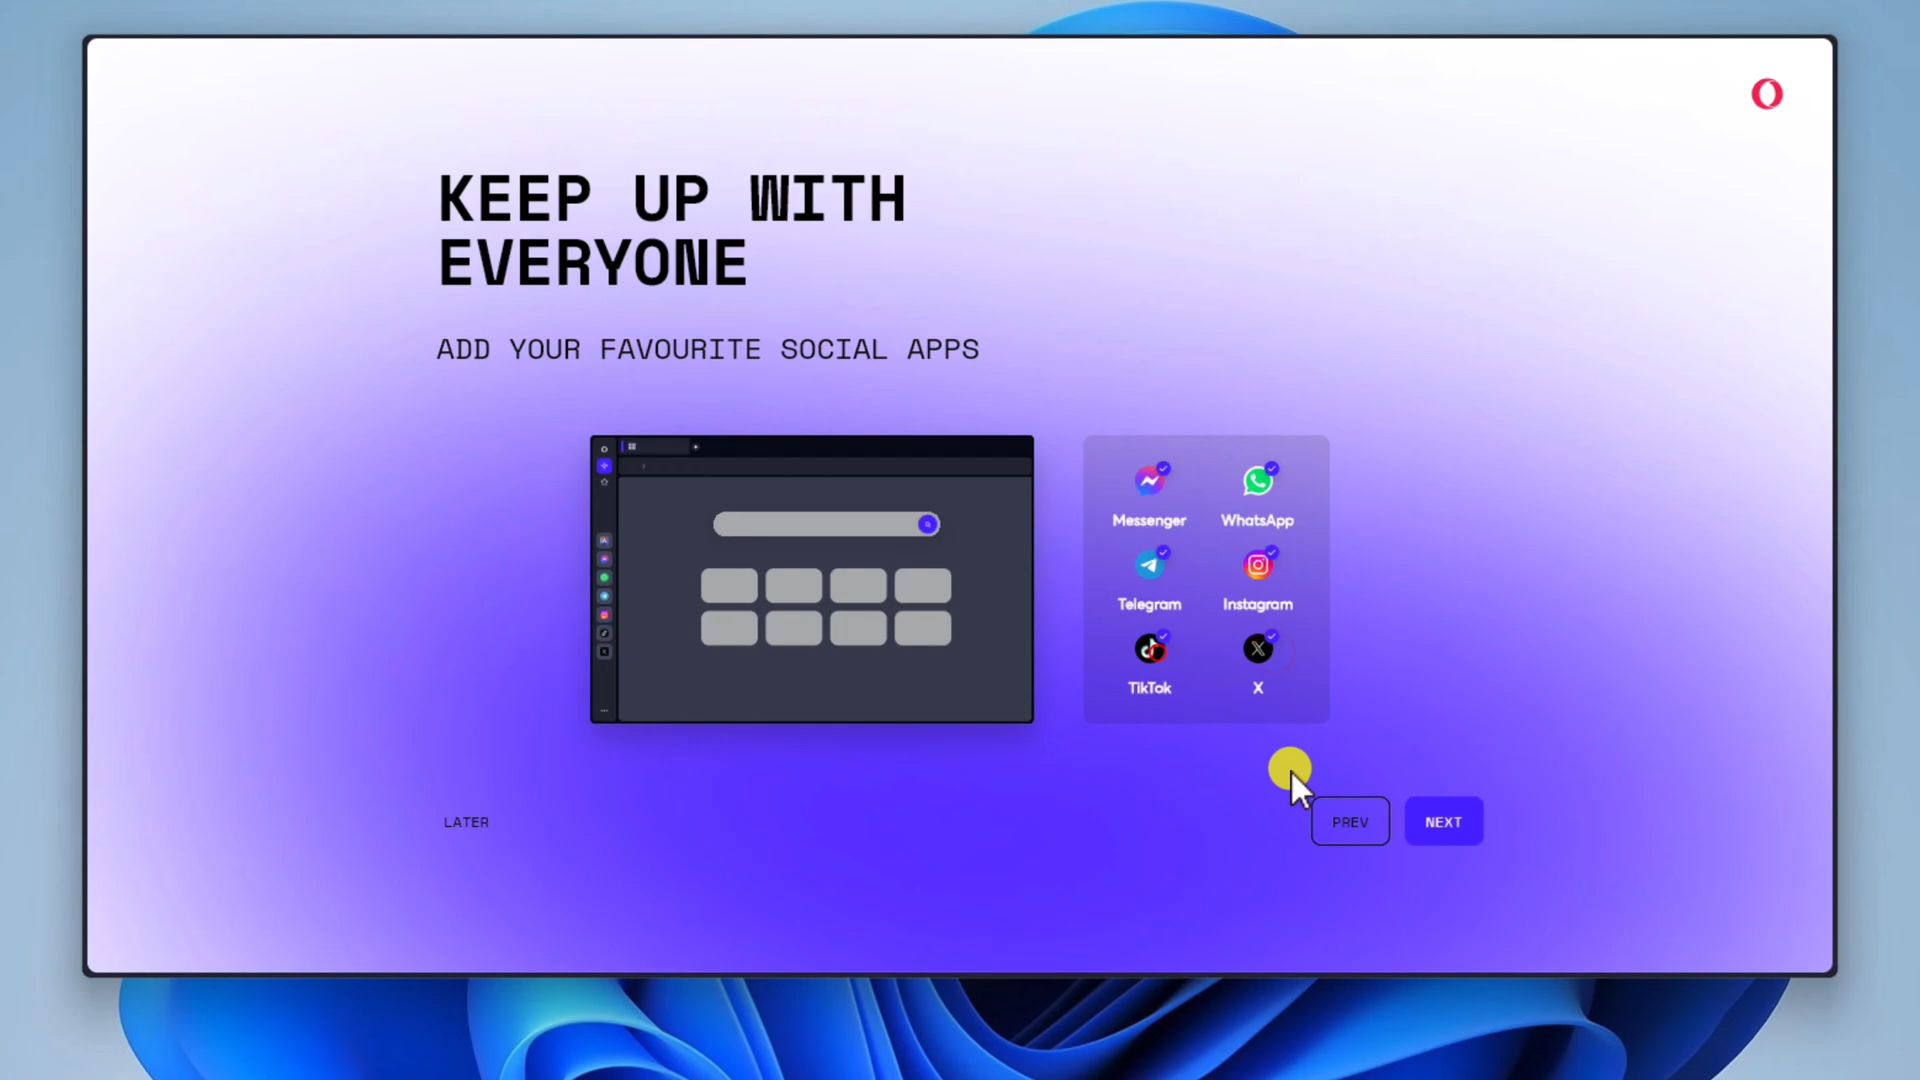 KEEP UP WITH
EVERYONE
ADD YOUR FAVOURITE SOCIAL APPS
Messenger
WhatsApp
Telegram
Instagram
TikTok
X
LATER
PREV
NEXT